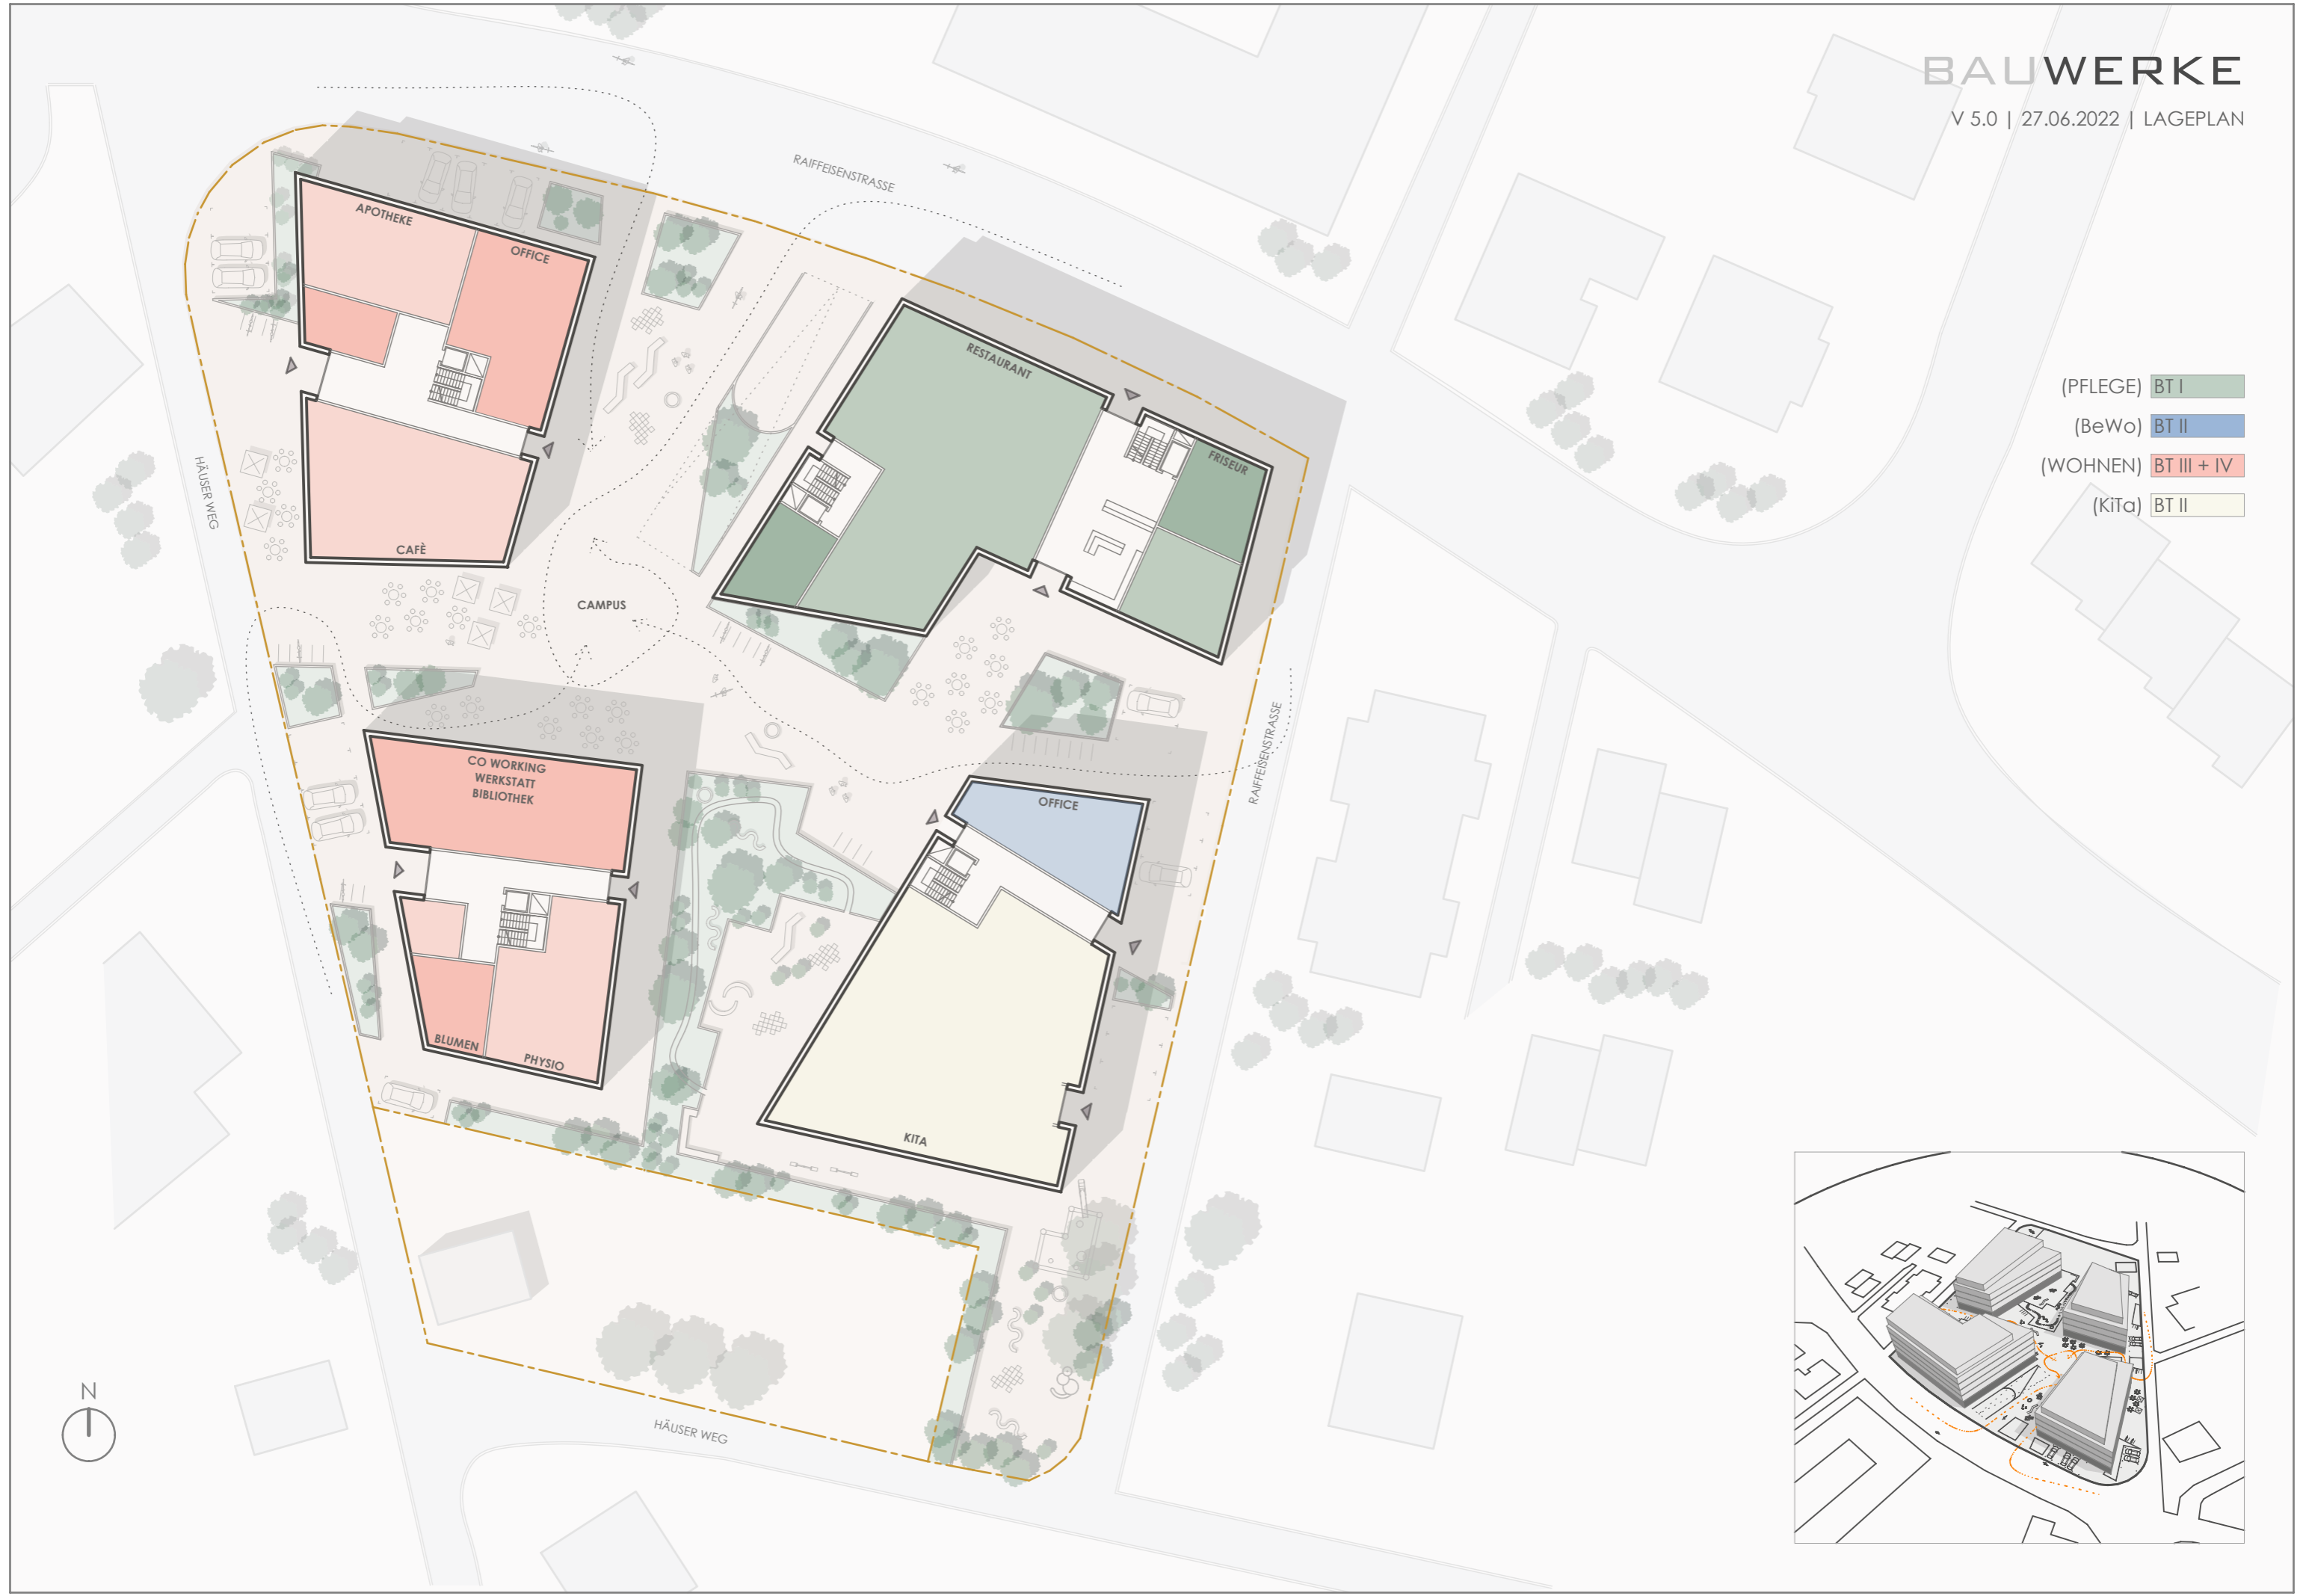 BAUWERKE
V 5.0 | 27.06.2022 | LAGEPLAN
RAIFFEISENSTRASSE
APOTHEKE
OFFICE
RESTAURANT
FRISEUR
(PFLEGE) BT I
(BeWo) BT II
(WOHNEN) BT III + IV
(KiTa) BT II
HÄUSER WEG
CAFÈ
CAMPUS
RAIFFEISENSTRASSE
CO WORKING
WERKSTATT
BIBLIOTHEK
OFFICE
BLUMEN
PHYSIO
KITA
N
HÄUSER WEG